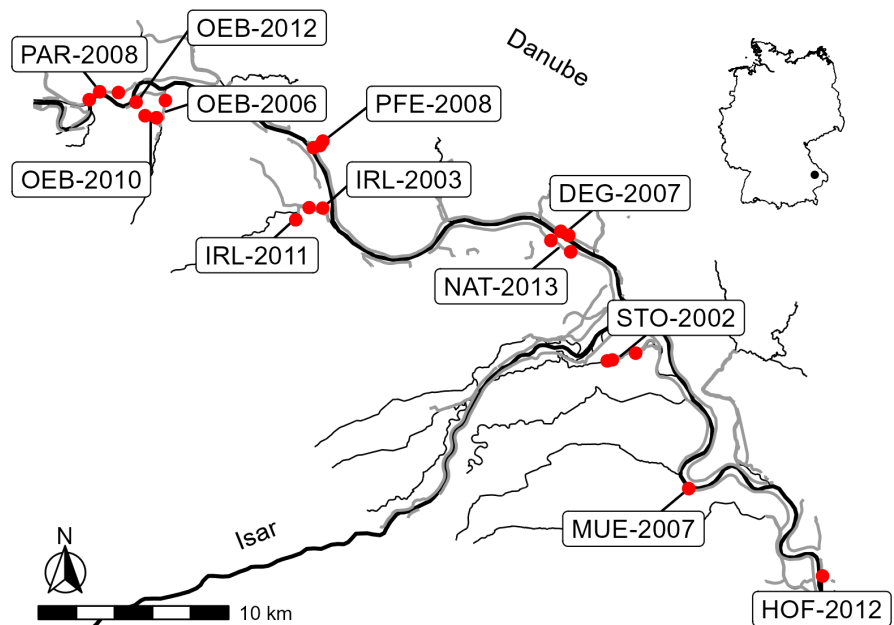 OEB-2012
Danube
PAR-2008
OEB-2006
PFE-2008
OEB-2010
IRL-2003
DEG-2007
IRL-2011
NAT-2013
STO-2002
MUE-2007
Isar
N
10 km
HOF-2012